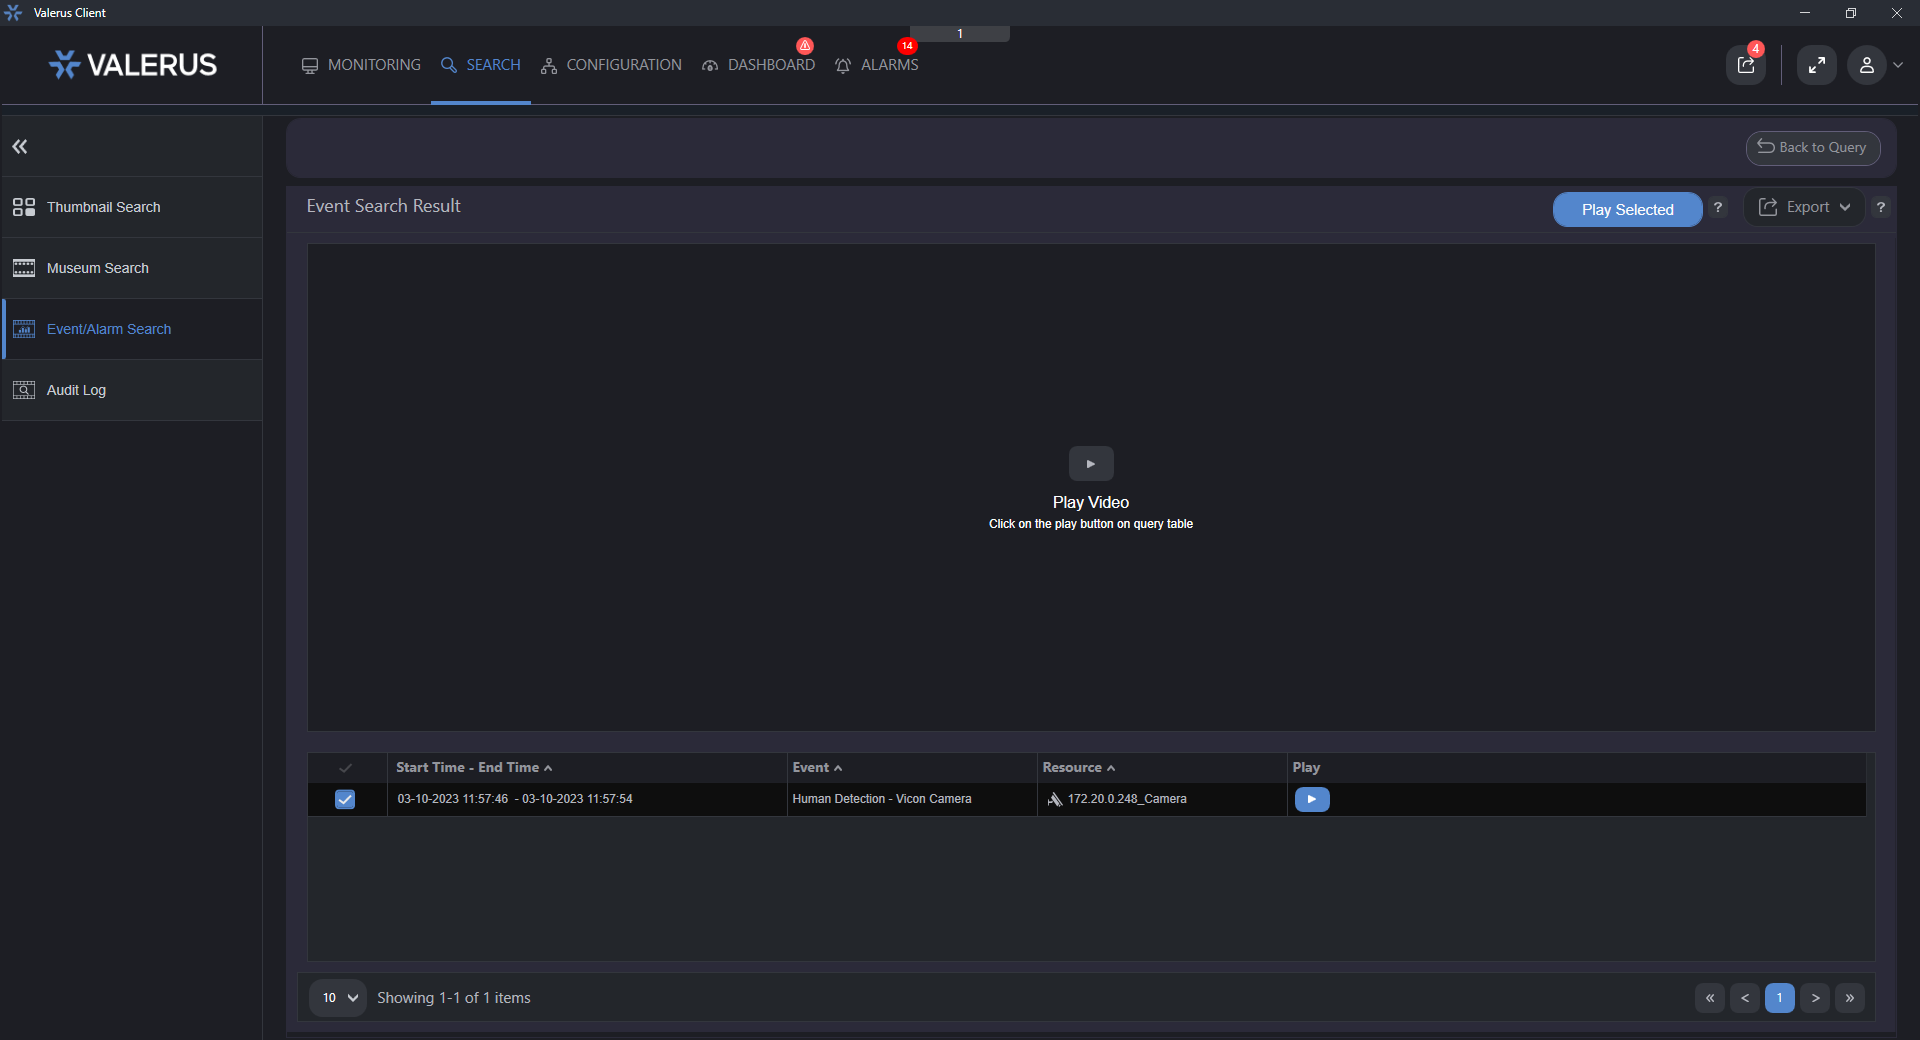 Valerus Client
1
VALERUS
MONITORING
SEARCH
CONFIGURATION
DASHBOARD
14
ALARMS
4
Back to Query
Thumbnail Search
Museum Search
Event/Alarm Search
Audit Log
Event Search Result
Play Selected
?
Export
?
Play Video
Click on the play button on query table
Start Time - End Time
Event
Resource
Play
03-10-2023 11:57:46 - 03-10-2023 11:57:54
Human Detection - Vicon Camera
172.20.0.248_Camera
10
Showing 1-1 of 1 items
« < 1 > »